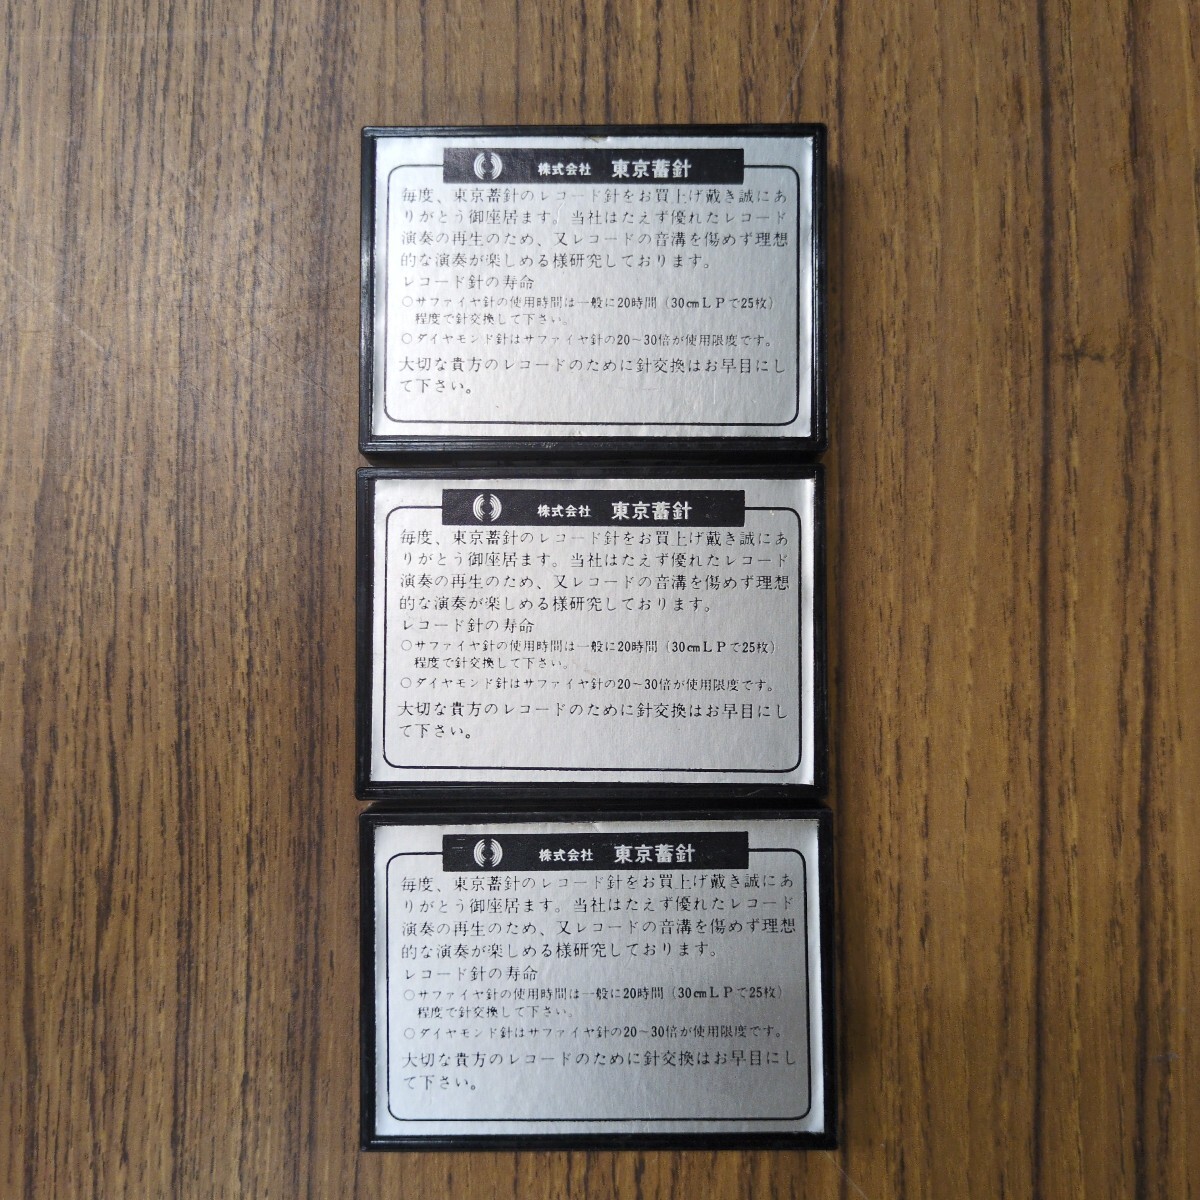 株式会社 東京蓄針
毎度、東京蓄針のレコード針をお買上げ戴き誠にあ
りがとう御座居ます。当社はたえず優れたレコード
演奏の再生のため、又レコードの音溝を傷めず理想
的な演奏が楽しめる様研究しております。
レコード針の寿命
○サファイヤ針の使用時間は一般に20時間(30㎝LPで25枚)
程度で針交換して下さい。
○ダイヤモンド針はサファイヤ針の20〜30倍が使用限度です。
大切な貴方のレコードのために針交換はお早目にし
て下さい。
株式会社 東京蓄針
毎度、東京蓄針のレコード針をお買上げ戴き誠にあ
りがとう御座居ます。当社はたえず優れたレコード
演奏の再生のため、又レコードの音溝を傷めず理想
的な演奏が楽しめる様研究しております。
レコード針の寿命
○サファイヤ針の使用時間は一般に20時間(30㎝LPで25枚)
程度で針交換して下さい。
○ダイヤモンド針はサファイヤ針の20〜30倍が使用限度です。
大切な貴方のレコードのために針交換はお早目にし
て下さい。
株式会社 東京蓄針
毎度、東京蓄針のレコード針をお買上げ戴き誠にあ
りがとう御座居ます。当社はたえず優れたレコード
演奏の再生のため、又レコードの音溝を傷めず理想
的な演奏が楽しめる様研究しております。
レコード針の寿命
○サファイヤ針の使用時間は一般に20時間(30㎝LPで25枚)
程度で針交換して下さい。
○ダイヤモンド針はサファイヤ針の20〜30倍が使用限度です。
大切な貴方のレコードのために針交換はお早目にし
て下さい。